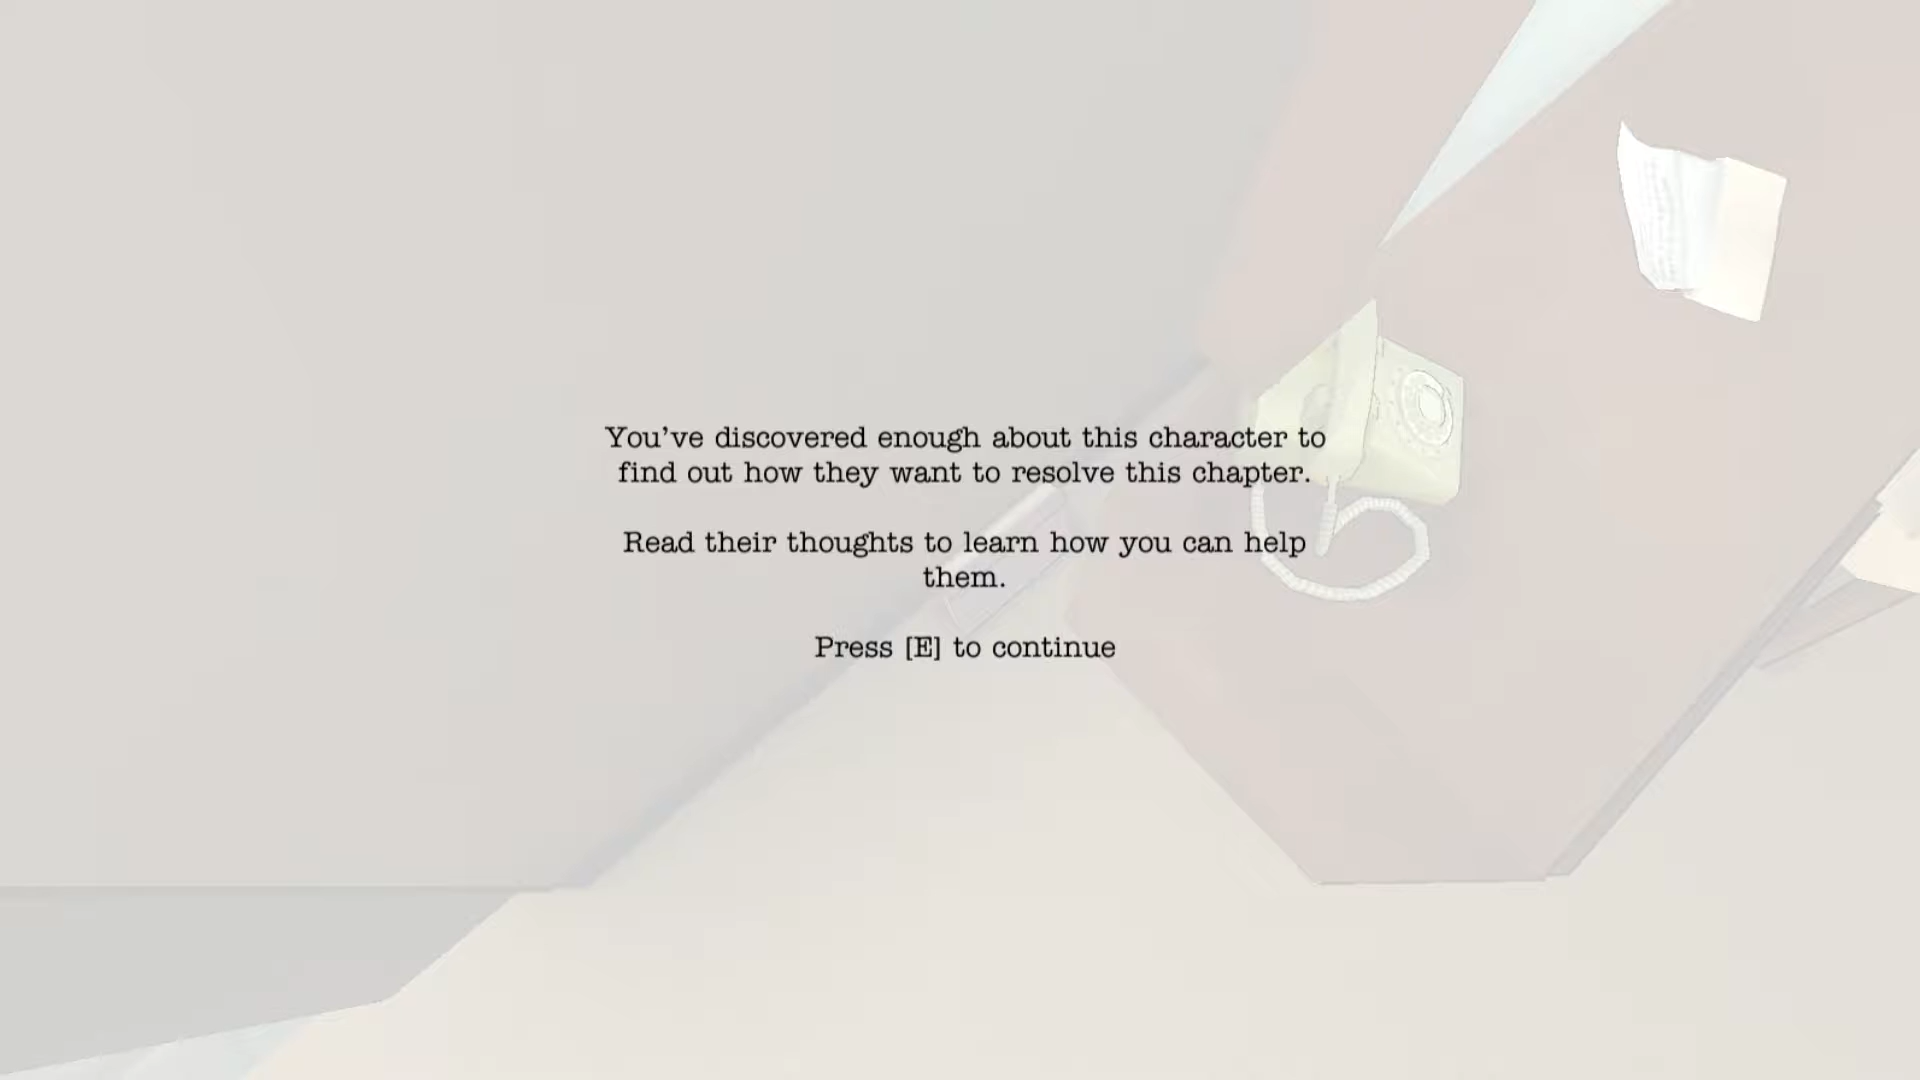 You've discovered enough about this character to
find out how they want to resolve this chapter.
Read their thoughts to learn how you can help
them.
Press [E] to continue